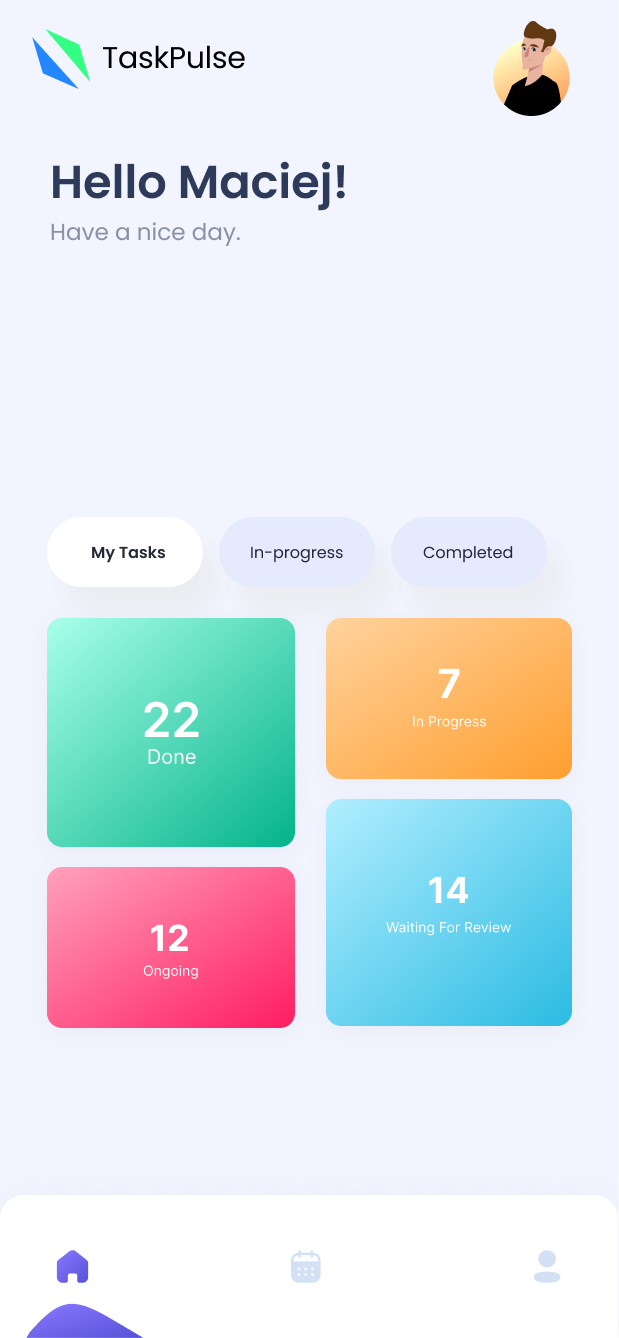 TaskPulse
Hello Maciej!
Have a nice day.
My Tasks
In-progress
Completed
22
Done
7
In Progress
12
Ongoing
14
Waiting For Review